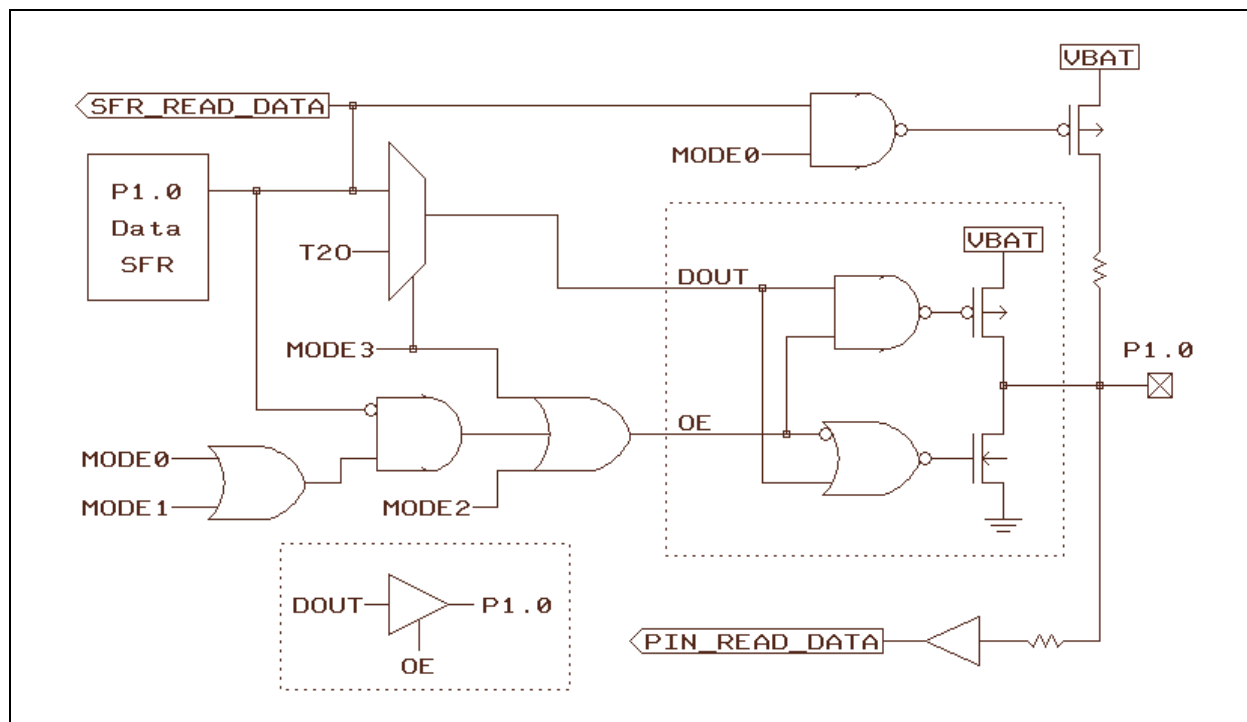 VBAT
SFR_READ_DATA
MODE0
P1.0
Data
SFR
T2O
VBAT
DOUT
MODE3
P1.0
OE
MODE0
MODE1
MODE2
DOUT
P1.0
OE
PIN_READ_DATA